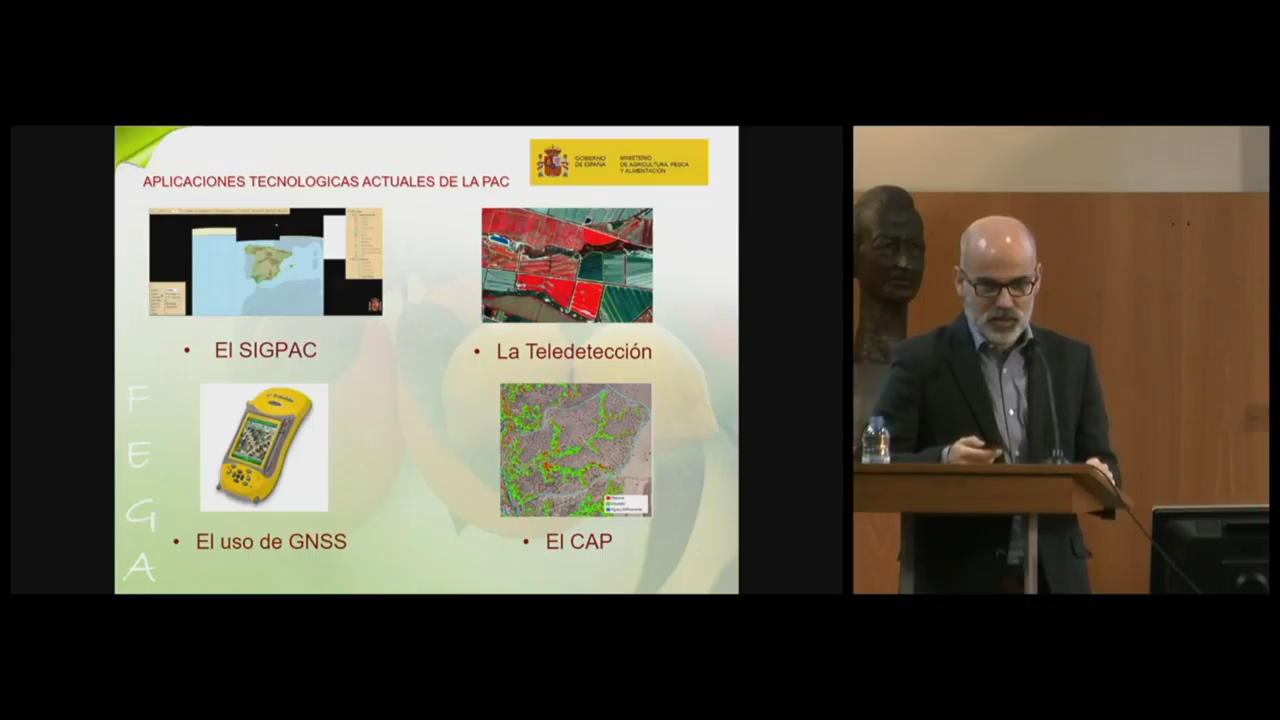 APLICACIONES TECNOLOGICAS ACTUALES DE LA PAC
GOBIERNO
DE ESPAÑA
MINISTERIO
DE AGRICULTURA, PESCA
Y ALIMENTACIÓN
• El SIGPAC
• La Teledetección
Trimble
• El uso de GNSS
• El CAP
F
E
G
A